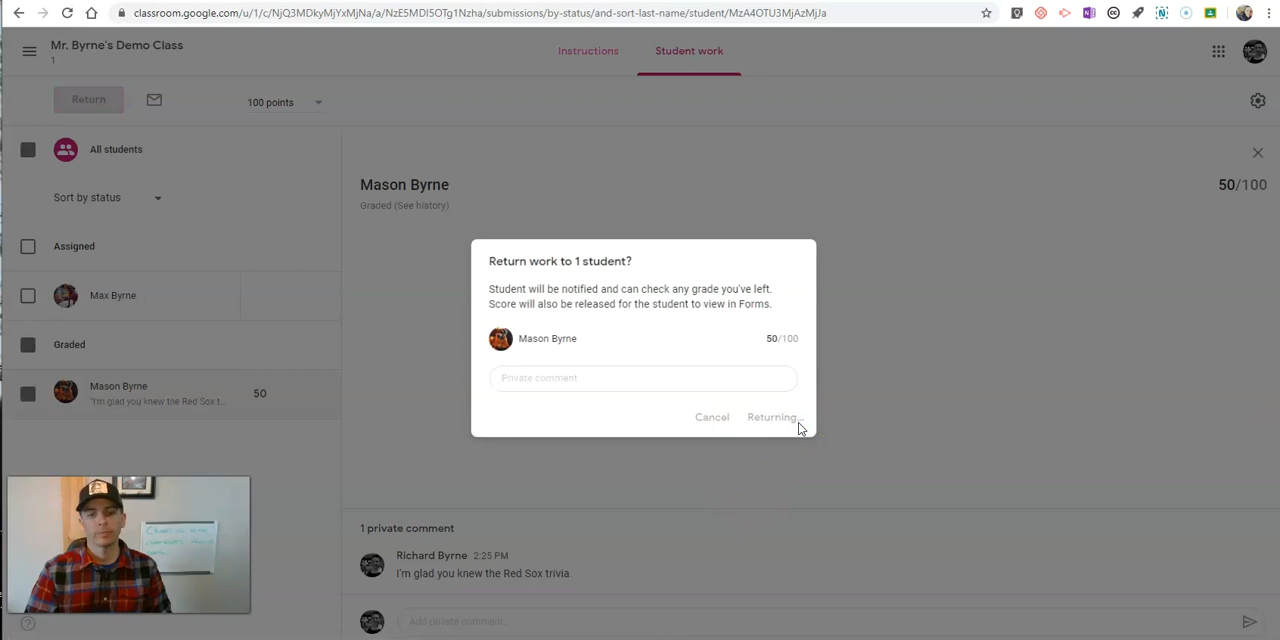 classroom.google.com/u/1/c/NjQ3MDkyMjYxMjNa/a/NzE5MDI5OTg1Nzha/submissions/by-status/and-sort-last-name/student/MzA4OTU3MjAzMjJa
Mr. Byrne's Demo Class
1
Instructions
Student work
Return
100 points
All students
Sort by status
Assigned
Max Byrne
Graded
Mason Byrne
"I'm glad you knew the Red Sox t...
50
Mason Byrne
Graded (See history)
50/100
Return work to 1 student?
Student will be notified and can check any grade you've left.
Score will also be released for the student to view in Forms.
Mason Byrne
50/100
Private comment
Cancel
Returning...
1 private comment
Richard Byrne 2:25 PM
I'm glad you knew the Red Sox trivia.
Add private comment...